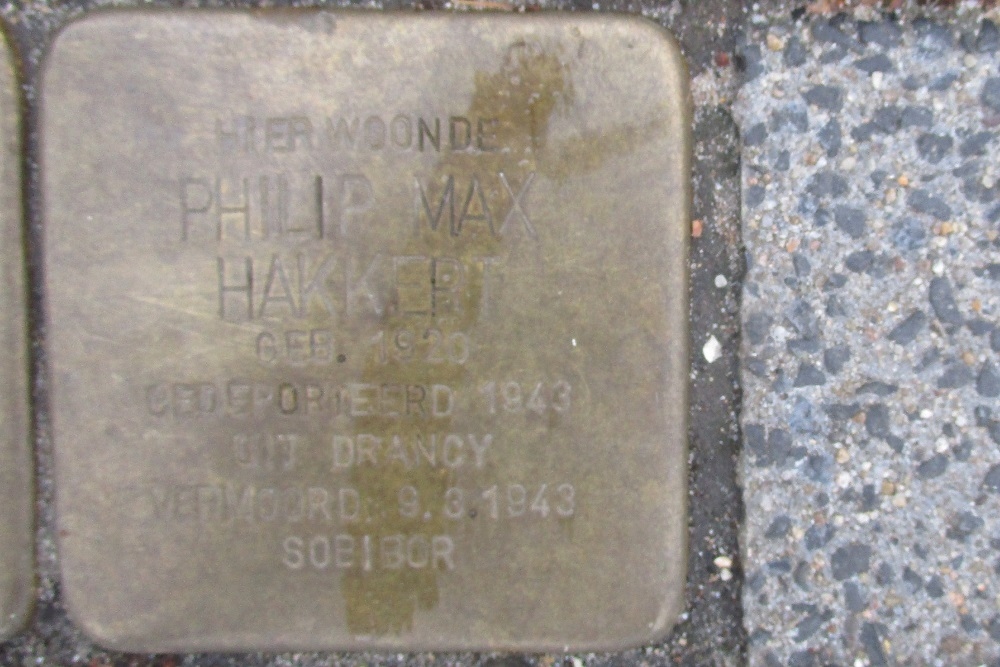 HIER WOONDE
PHILIP MAX
HAKKERT
GEB. 1920
GEDEPORTEERD 1943
UIT DRANCY
VERMOORD 9.3.1943
SOBIBOR